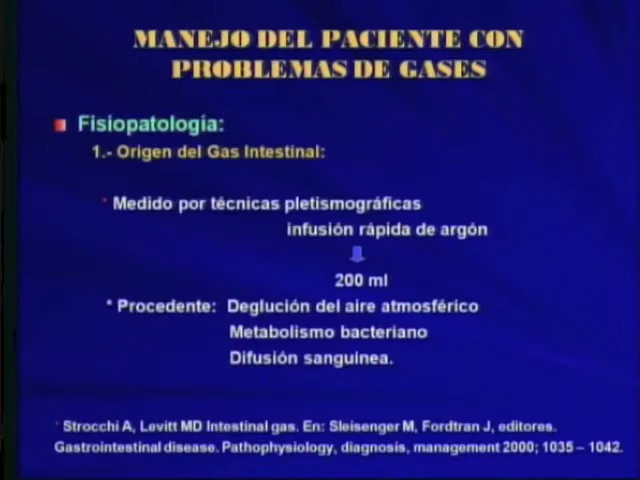 MANEJO DEL PACIENTE CON
PROBLEMAS DE GASES
Fisiopatología:
1.- Origen del Gas Intestinal:
* Medido por técnicas pletismográficas
infusión rápida de argón
200 ml
* Procedente: Deglución del aire atmosférico
Metabolismo bacteriano
Difusión sanguinea.
* Strocchi A, Levitt MD Intestinal gas. En: Sleisenger M, Fordtran J, editores.
Gastrointestinal disease. Pathophysiology, diagnosis, management 2000; 1035 – 1042.